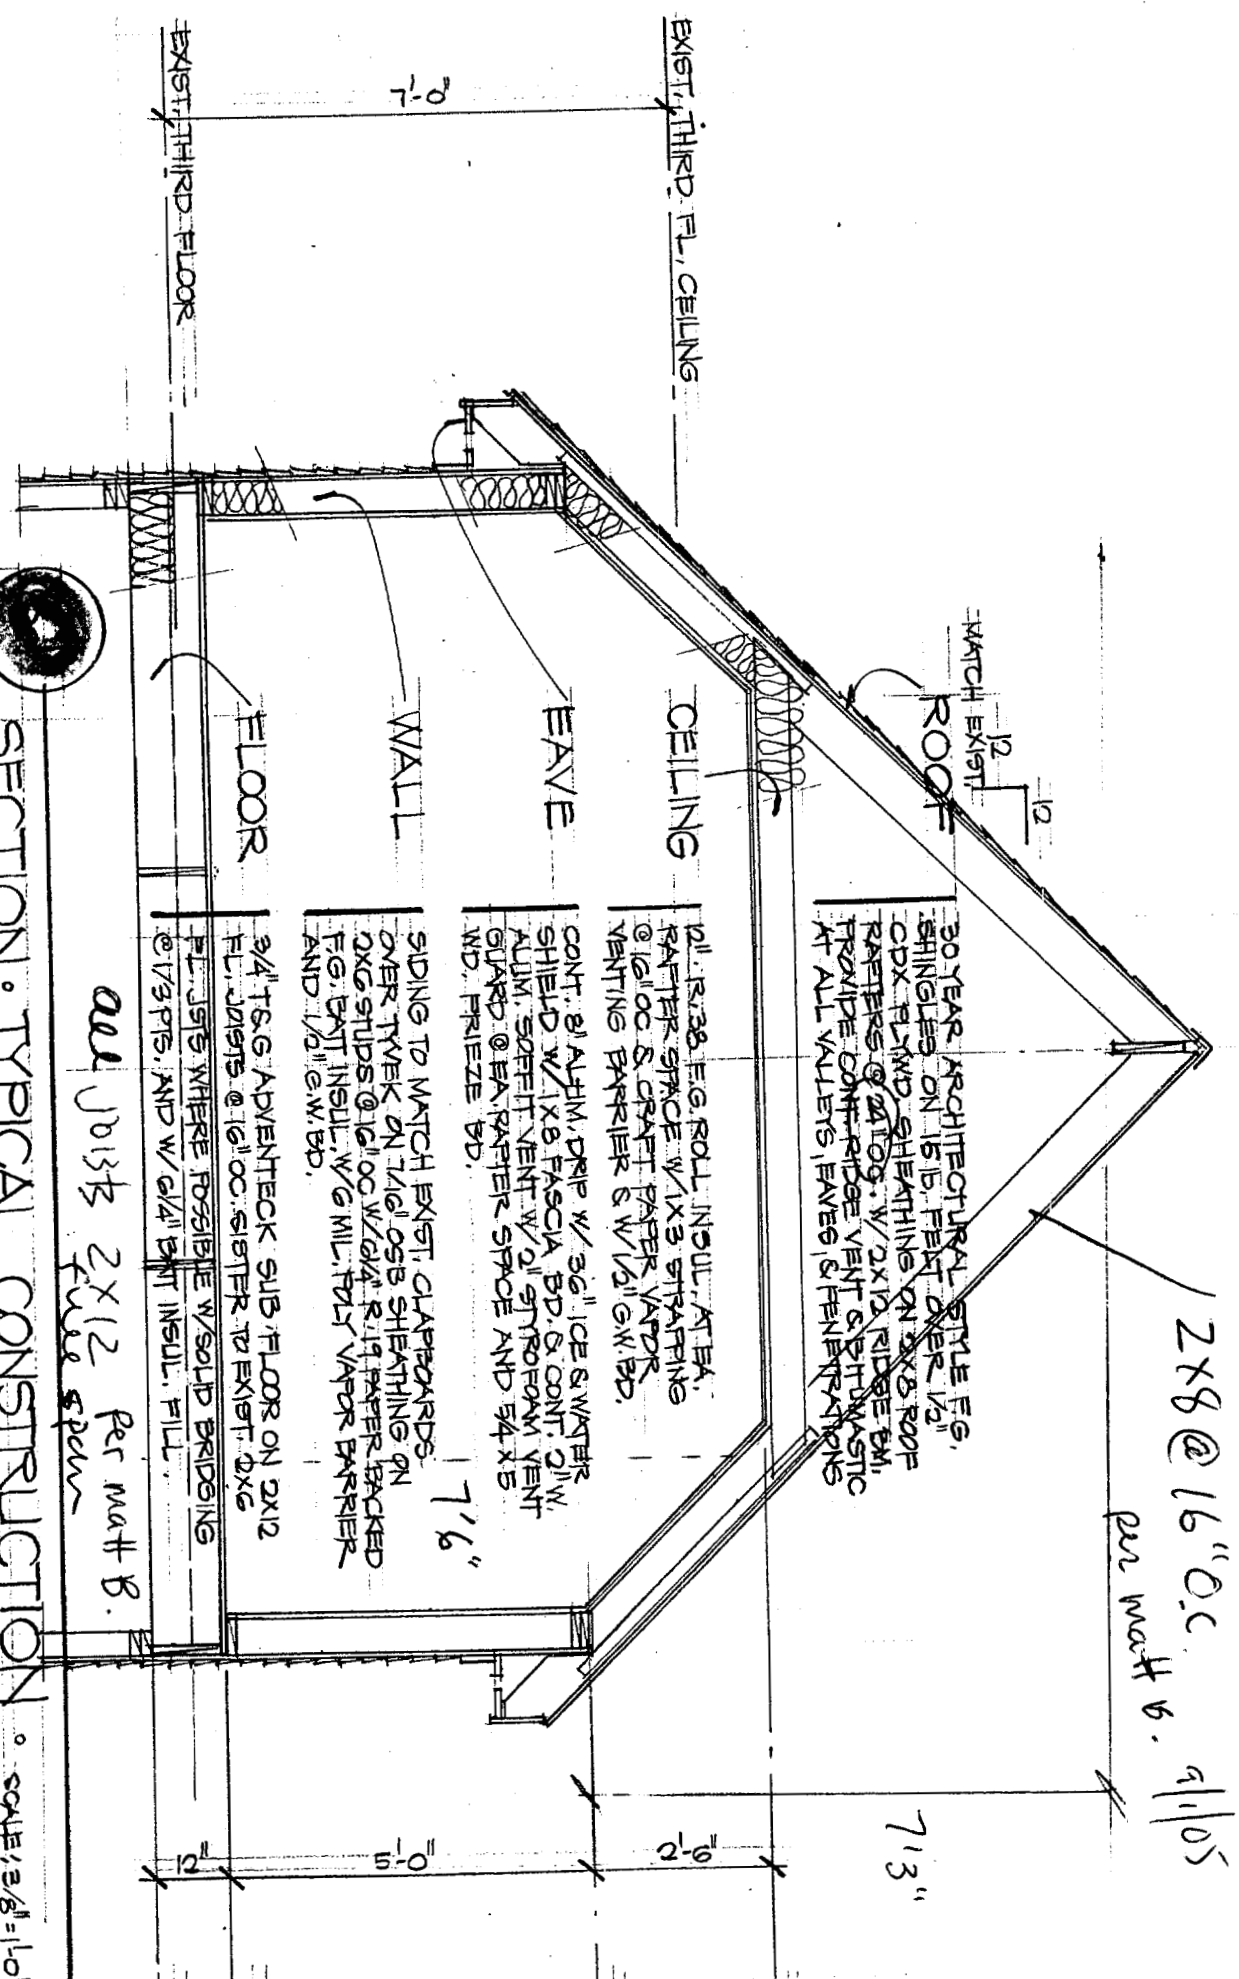 2X8 @ 16" O.C.
per matt B. 9/1/05
7'3"
12
12
MATCH EXIST.
ROOF
30 YEAR ARCHITECTURAL STYLE F.G.
SHINGLES ON 15 lb. FELT OVER 1/2"
CDX PLYWD SHEATHING ON 2X8 ROOF
RAFTERS @ 24" OC. W/ 2X12 RIDGE BM.
PROVIDE CONT. RIDGE VENT & BIT. MASTIC
AT ALL VALLEYS, EAVES, & PENETRATIONS
EXIST. THIRD FL. CEILING
7'-0"
EXIST. THIRD FLOOR
CEILING
12" R.38 F.G. ROLL INSUL. AT EA.
RAFTER SPACE W/ 1X3 STRAPPING
@ 16" OC & CRAFT PAPER VAPOR
VENTING BARRIER & W/ 1/2" G.W.BD.
2'-6"
EAVE
CONT. 8" ALUM. DRIP W/ 36" ICE & WATER
SHIELD W/ 1X8 FASCIA BD. & CONT. 2" W.
ALUM. SOFFIT VENT W/ 2" STYROFOAM VENT
GUARD @ EA. RAFTER SPACE AND 5/4 X 5
WD. FRIEZE BD.
7'6"
WALL
SIDING TO MATCH EXIST. CLAPBOARDS
OVER TYVEK ON 7/16" OSB SHEATHING ON
2X6 STUDS @ 16" OC. W/ 6 1/4" R.19 PAPER BACKED
F.G. BATT INSUL. W/ 6 MIL. POLY VAPOR BARRIER
AND 1/2" G.W.BD.
5'-0"
FLOOR
3/4" T&G ADVENTECK SUB FLOOR ON 2X12
FL. JOISTS @ 16" OC. SISTER TO EXIST. 2X6
FL. JSTS WHERE POSSIBLE W/ SOLID BRIDGING
@ 1/3 PTS. AND W/ 6 1/4" BATT INSUL. FILL.
12"
all Joists 2X12 Per matt B.
full span
SECTION • TYPICAL CONSTRUCTION • SCALE: 3/8"=1'-0"